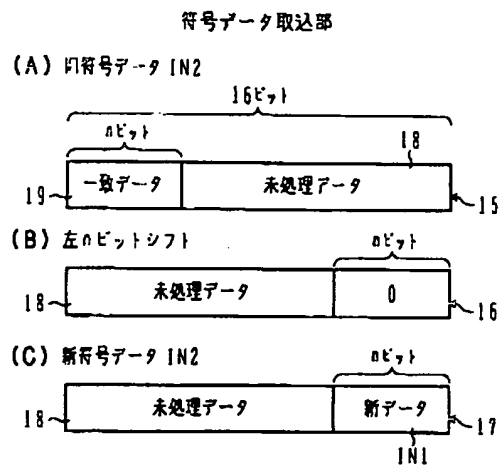 符号データ取込部
(A) 旧符号データ IN2
16ビット
nビット
18
一致データ 未処理データ
19 15
(B) 左nビットシフト
nビット
18 未処理データ 0 16
(C) 新符号データ IN2
nビット
18 未処理データ 新データ 17
IN1